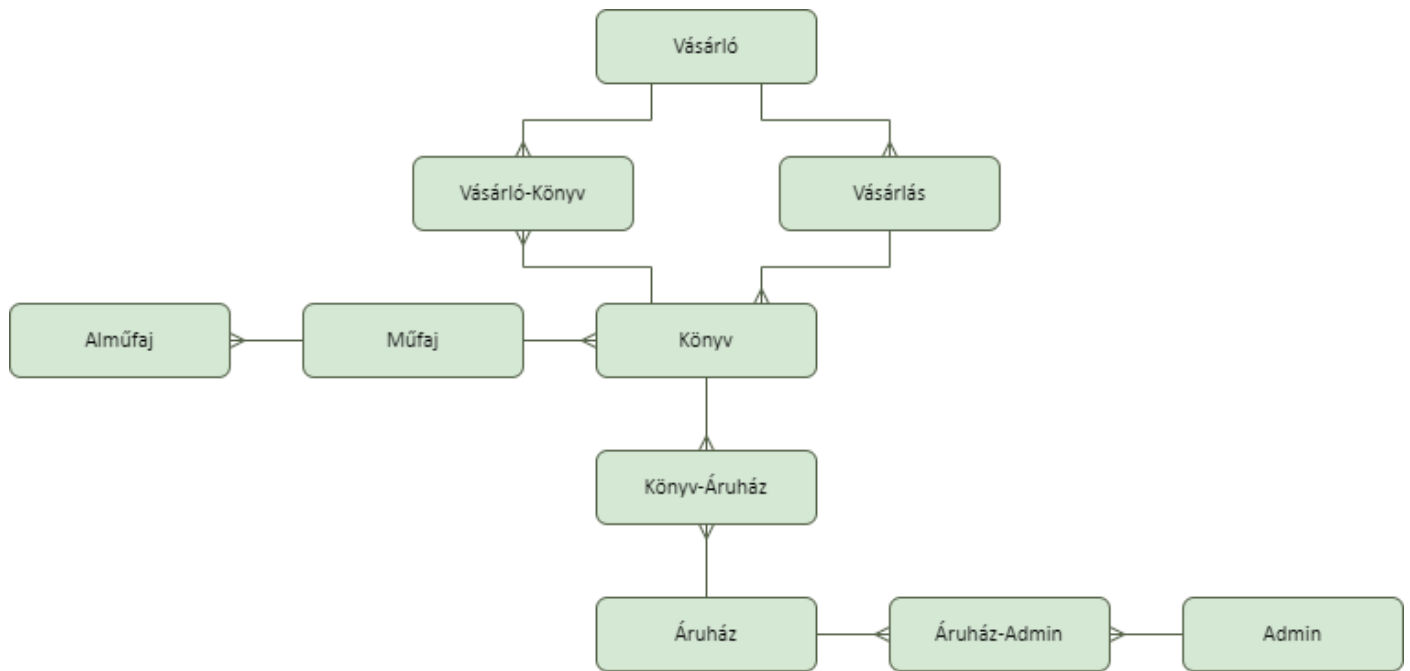 Vásárló
Vásárló-Könyv
Vásárlás
Alműfaj
Műfaj
Könyv
Könyv-Áruház
Áruház
Áruház-Admin
Admin